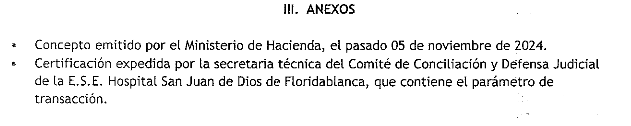 III. ANEXOS
• Concepto emitido por el Ministerio de Hacienda, el pasado 05 de noviembre de 2024.
• Certificación expedida por la secretaria técnica del Comité de Conciliación y Defensa Judicial
de la E.S.E. Hospital San Juan de Dios de Floridablanca, que contiene el parámetro de
transacción.